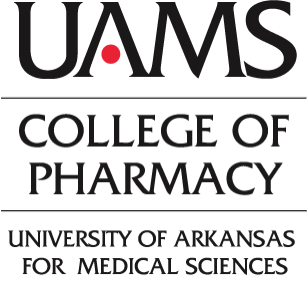 UAMS
COLLEGE OF
PHARMACY
UNIVERSITY OF ARKANSAS
FOR MEDICAL SCIENCES